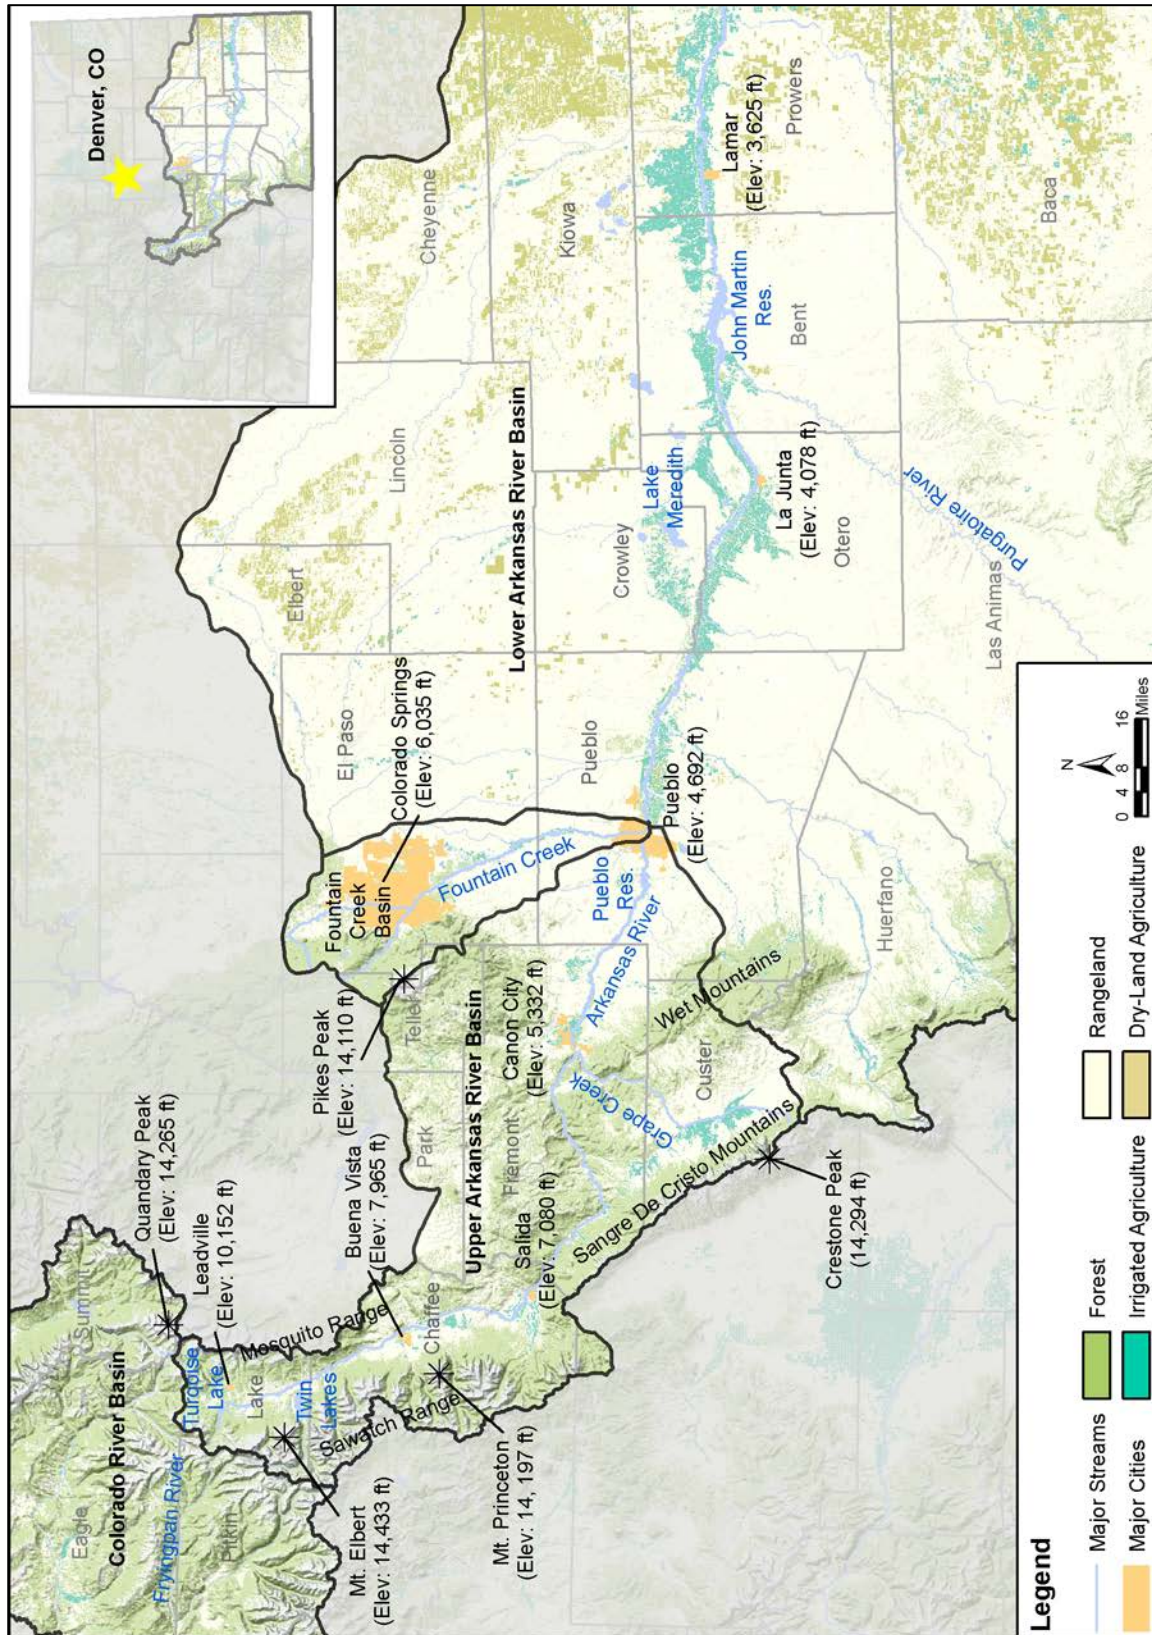 Denver, CO
Eagle
Summit
Colorado River Basin
Fryingpan River
Pitkin
Quandary Peak
(Elev: 14,265 ft)
Leadville
(Elev: 10,152 ft)
Turqoise
Lake
Lake
Twin
Lakes
Mosquito Range
Sawatch Range
Mt. Elbert
(Elev: 14,433 ft)
Mt. Princeton
(Elev: 14, 197 ft)
Buena Vista
(Elev: 7,965 ft)
Chaffee
Pikes Peak
(Elev: 14,110 ft)
Park
Teller
Upper Arkansas River Basin
Fremont
Salida
(Elev: 7,080 ft)
Canon City
(Elev: 5,332 ft)
Grape Creek
Arkansas River
Sangre De Cristo Mountains
Custer
Wet Mountains
Crestone Peak
(14,294 ft)
Fountain
Creek
Basin
Fountain Creek
Colorado Springs
(Elev: 6,035 ft)
El Paso
Pueblo
Res.
Pueblo
Pueblo
(Elev: 4,692 ft)
Huerfano
Elbert
Lincoln
Lower Arkansas River Basin
Cheyenne
Kiowa
Crowley
Lake
Meredith
La Junta
(Elev: 4,078 ft)
Otero
John Martin
Res.
Bent
Lamar
(Elev: 3,625 ft)
Prowers
Purgatoire River
Las Animas
Baca
Legend
Major Streams
Major Cities
Forest
Irrigated Agriculture
Rangeland
Dry-Land Agriculture
N
0 4 8 16
Miles